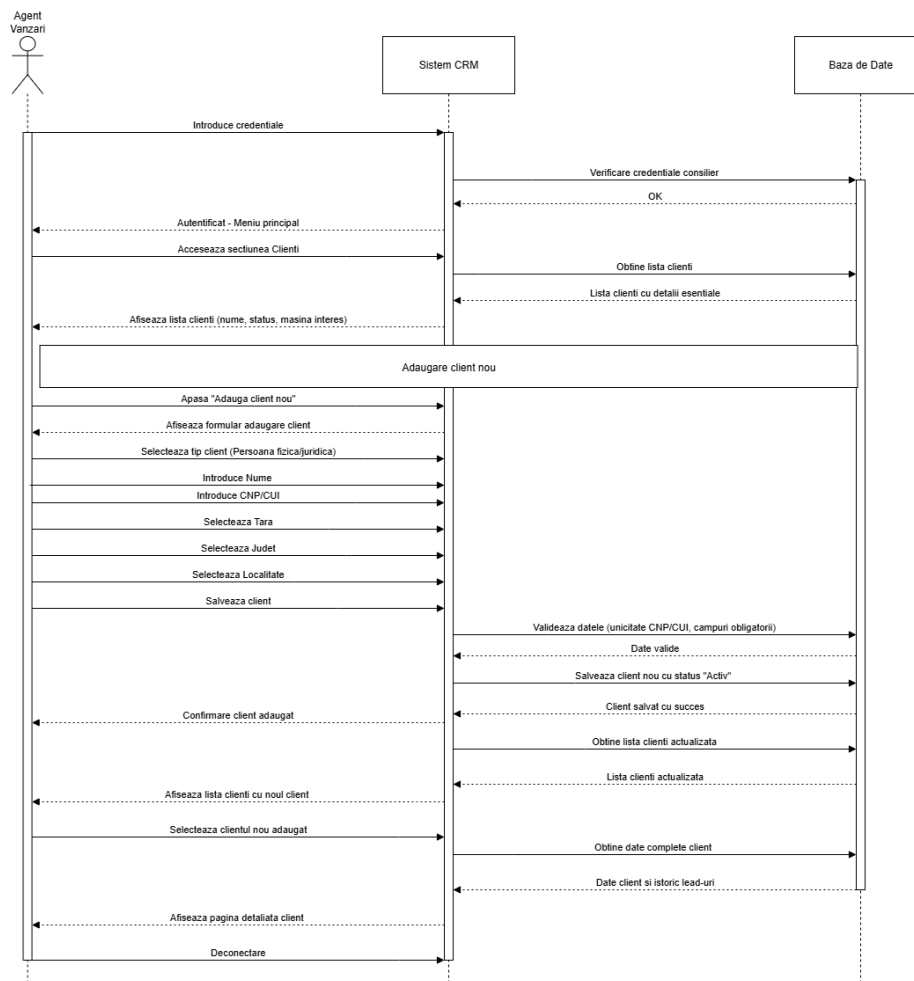 Agent
Vanzari
Sistem CRM
Baza de Date
Introduce credentiale
Verificare credentiale consilier
OK
Autentificat - Meniu principal
Acceseaza sectiunea Clienti
Obtine lista clienti
Lista clienti cu detalii esentiale
Afiseaza lista clienti (nume, status, masina interes)
Adaugare client nou
Apasa "Adauga client nou"
Afiseaza formular adaugare client
Selecteaza tip client (Persoana fizica/juridica)
Introduce Nume
Introduce CNP/CUI
Selecteaza Tara
Selecteaza Judet
Selecteaza Localitate
Salveaza client
Valideaza datele (unicitate CNP/CUI, campuri obligatorii)
Date valide
Salveaza client nou cu status "Activ"
Client salvat cu succes
Confirmare client adaugat
Obtine lista clienti actualizata
Lista clienti actualizata
Afiseaza lista clienti cu noul client
Selecteaza clientul nou adaugat
Obtine date complete client
Date client si istoric lead-uri
Afiseaza pagina detaliata client
Deconectare